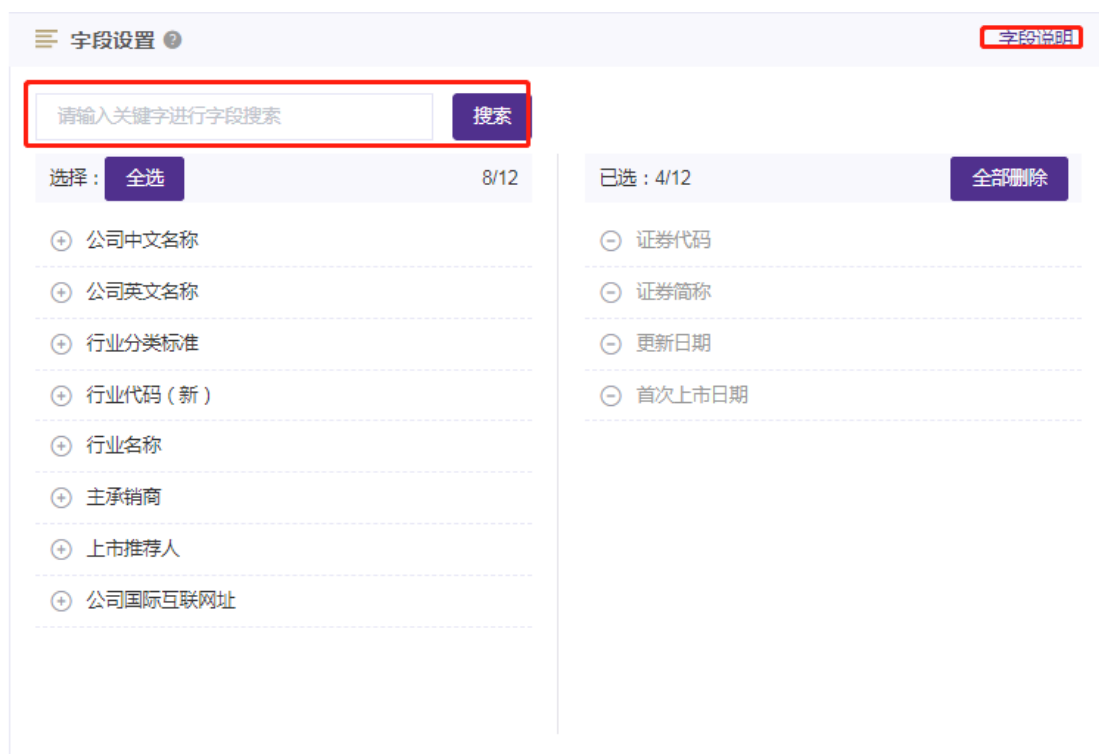 字段设置
字段说明
请输入关键字进行字段搜索 搜索
选择： 全选 8/12
公司中文名称
公司英文名称
行业分类标准
行业代码（新）
行业名称
主承销商
上市推荐人
公司国际互联网址
已选：4/12 全部删除
证券代码
证券简称
更新日期
首次上市日期